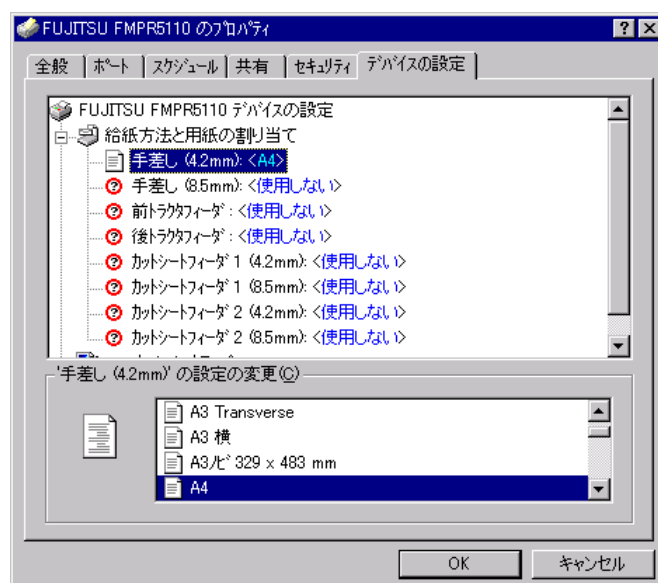 FUJITSU FMPR5110 のﾌﾟﾛﾊﾟﾃｨ
全般 ﾎﾟｰﾄ ｽｹｼﾞｭｰﾙ 共有 ｾｷｭﾘﾃｨ ﾃﾞﾊﾞｲｽの設定
FUJITSU FMPR5110 ﾃﾞﾊﾞｲｽの設定
給紙方法と用紙の割り当て
手差し (4.2mm): <A4>
手差し (8.5mm): <使用しない>
前ﾄﾗｸﾀﾌｨｰﾀﾞ: <使用しない>
後ﾄﾗｸﾀﾌｨｰﾀﾞ: <使用しない>
ｶｯﾄｼｰﾄﾌｨｰﾀﾞ 1 (4.2mm): <使用しない>
ｶｯﾄｼｰﾄﾌｨｰﾀﾞ 1 (8.5mm): <使用しない>
ｶｯﾄｼｰﾄﾌｨｰﾀﾞ 2 (4.2mm): <使用しない>
ｶｯﾄｼｰﾄﾌｨｰﾀﾞ 2 (8.5mm): <使用しない>
'手差し (4.2mm)' の設定の変更(C)
A3 Transverse
A3 横
A3ﾉﾋﾞ 329 x 483 mm
A4
OK ｷｬﾝｾﾙ